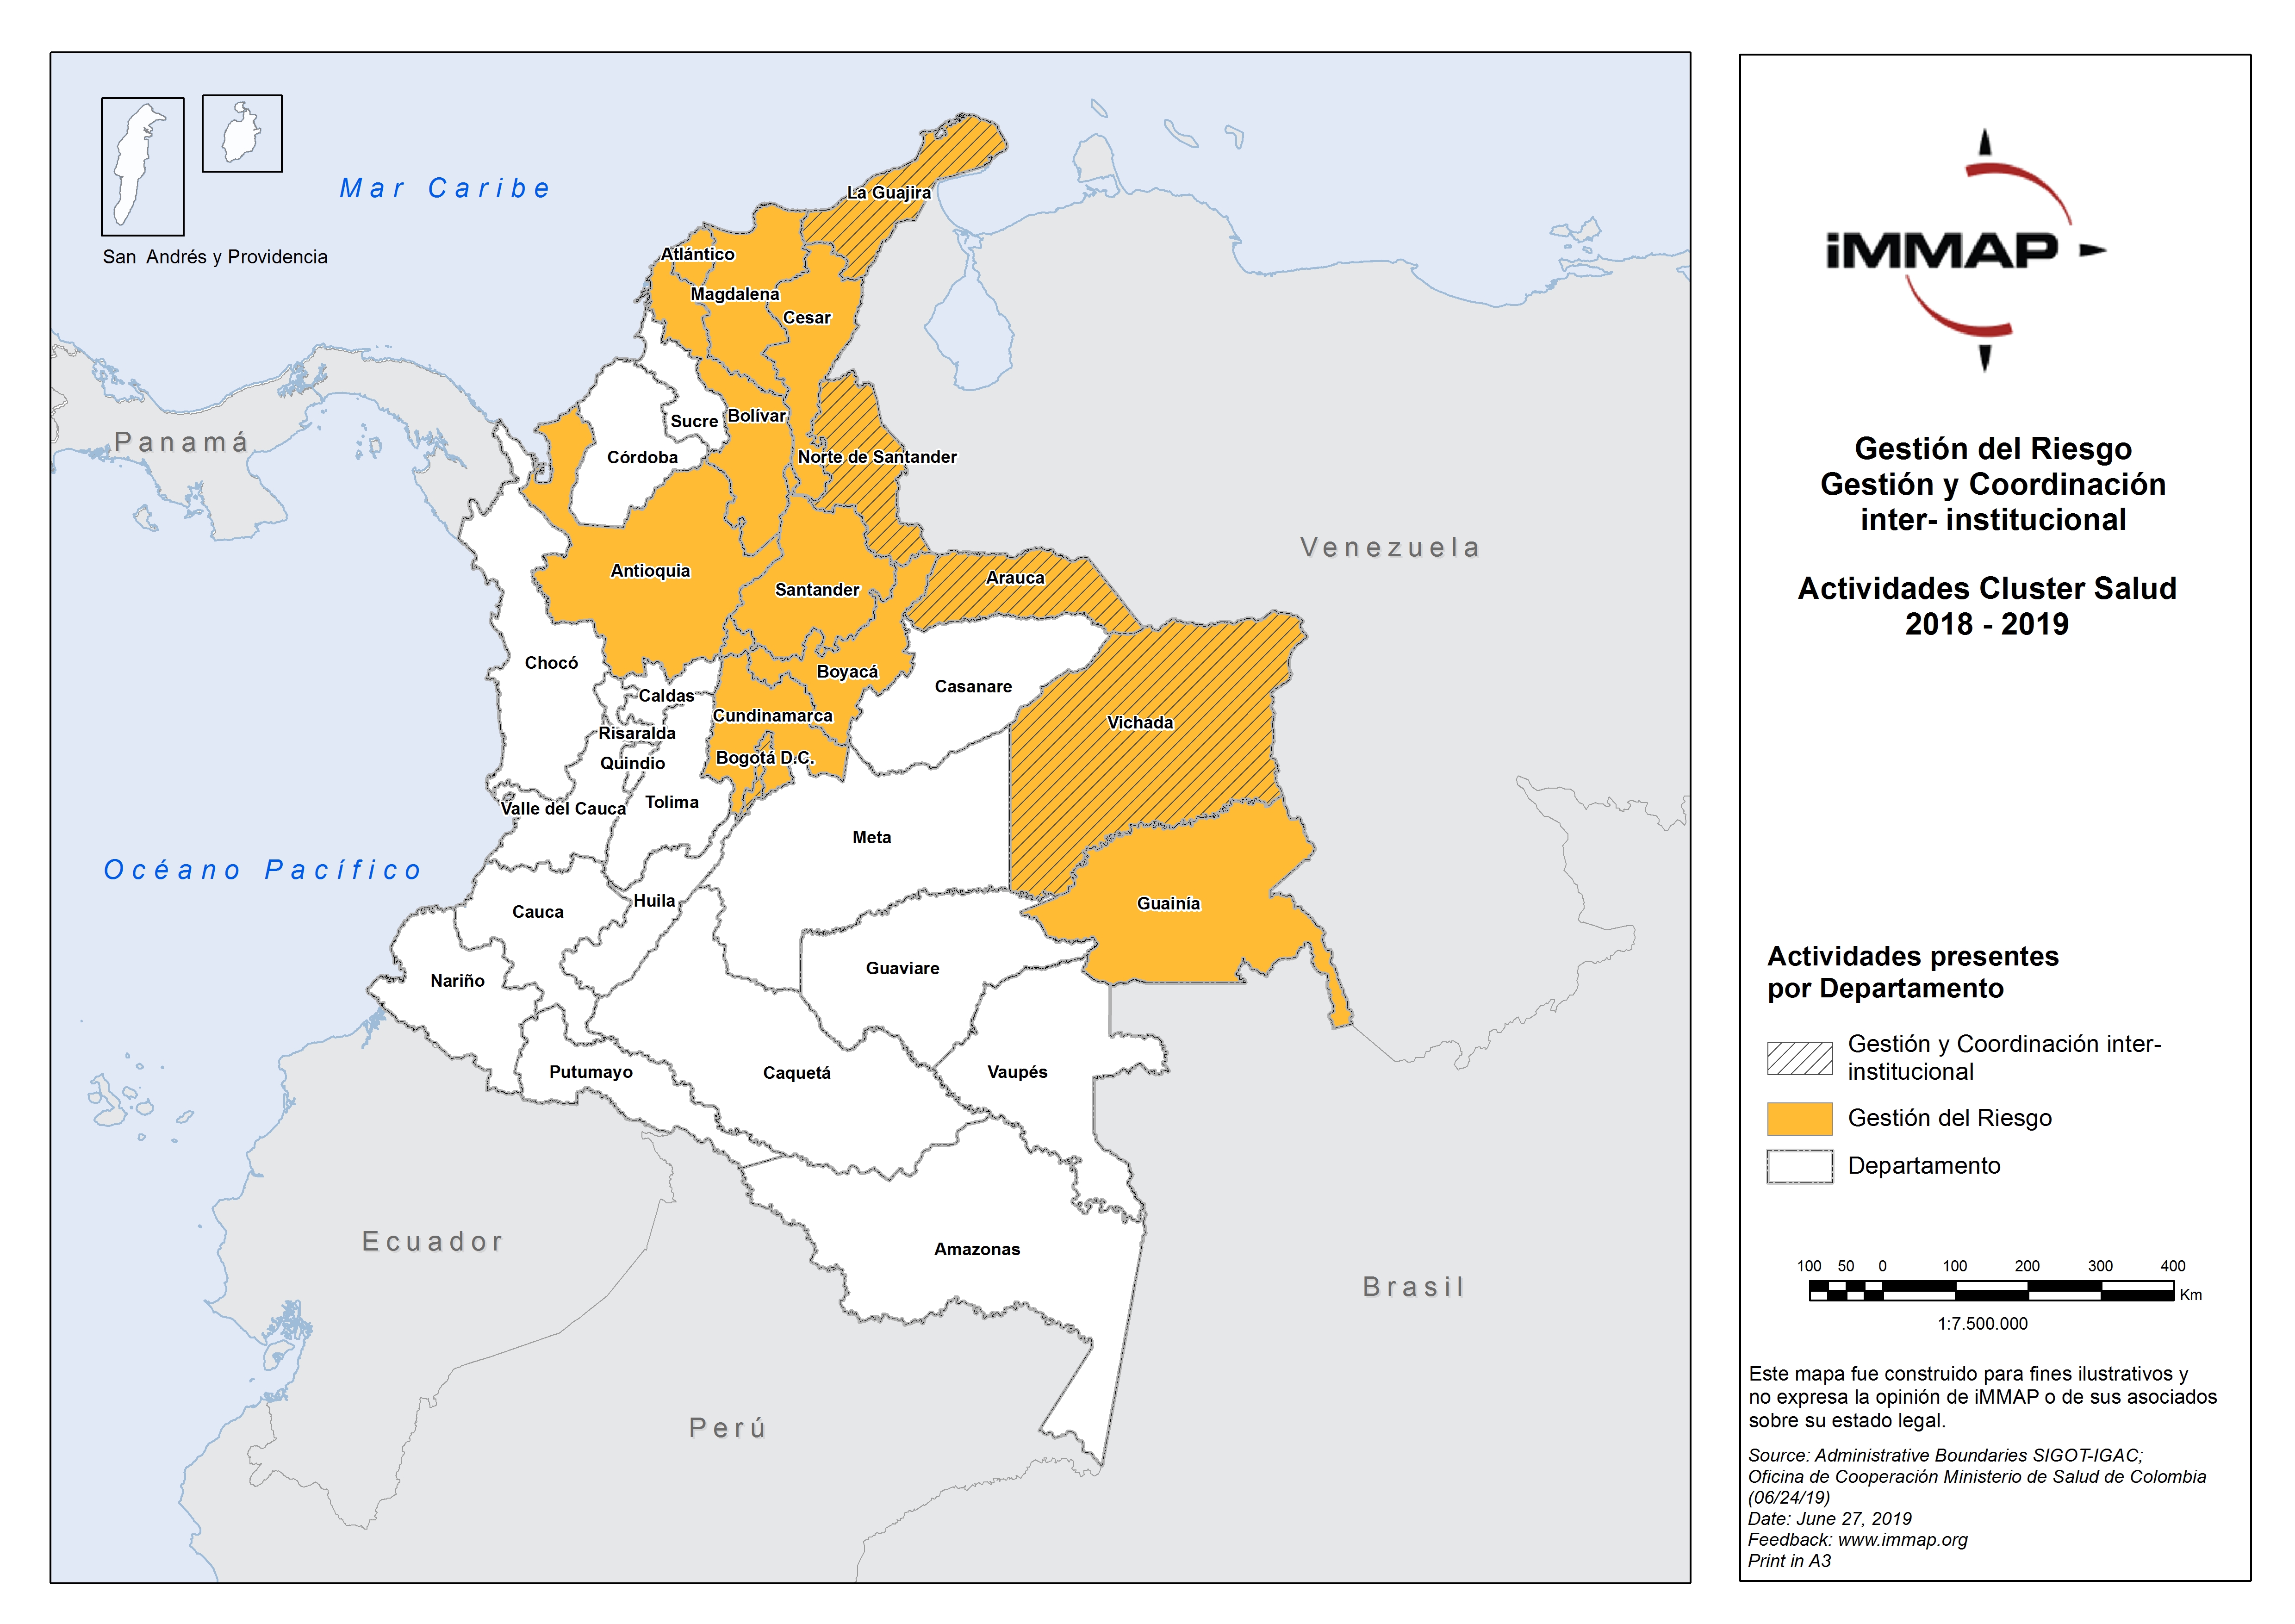 San Andrés y Providencia
Mar Caribe
Océano Pacífico
Panamá
Venezuela
Ecuador
Perú
Brasil
La Guajira
Atlántico
Magdalena
Cesar
Sucre
Bolívar
Córdoba
Norte de Santander
Antioquia
Santander
Arauca
Chocó
Boyacá
Casanare
Caldas
Cundinamarca
Vichada
Risaralda
Quindio
Bogotá D.C.
Valle del Cauca
Tolima
Meta
Huila
Cauca
Guainía
Nariño
Guaviare
Putumayo
Caquetá
Vaupés
Amazonas
iMMAP
Gestión del Riesgo
Gestión y Coordinación
inter- institucional
Actividades Cluster Salud
2018 - 2019
Actividades presentes
por Departamento
Gestión y Coordinación inter-
institucional
Gestión del Riesgo
Departamento
100 50 0 100 200 300 400
Km
1:7.500.000
Este mapa fue construido para fines ilustrativos y
no expresa la opinión de iMMAP o de sus asociados
sobre su estado legal.
Source: Administrative Boundaries SIGOT-IGAC;
Oficina de Cooperación Ministerio de Salud de Colombia
(06/24/19)
Date: June 27, 2019
Feedback: www.immap.org
Print in A3